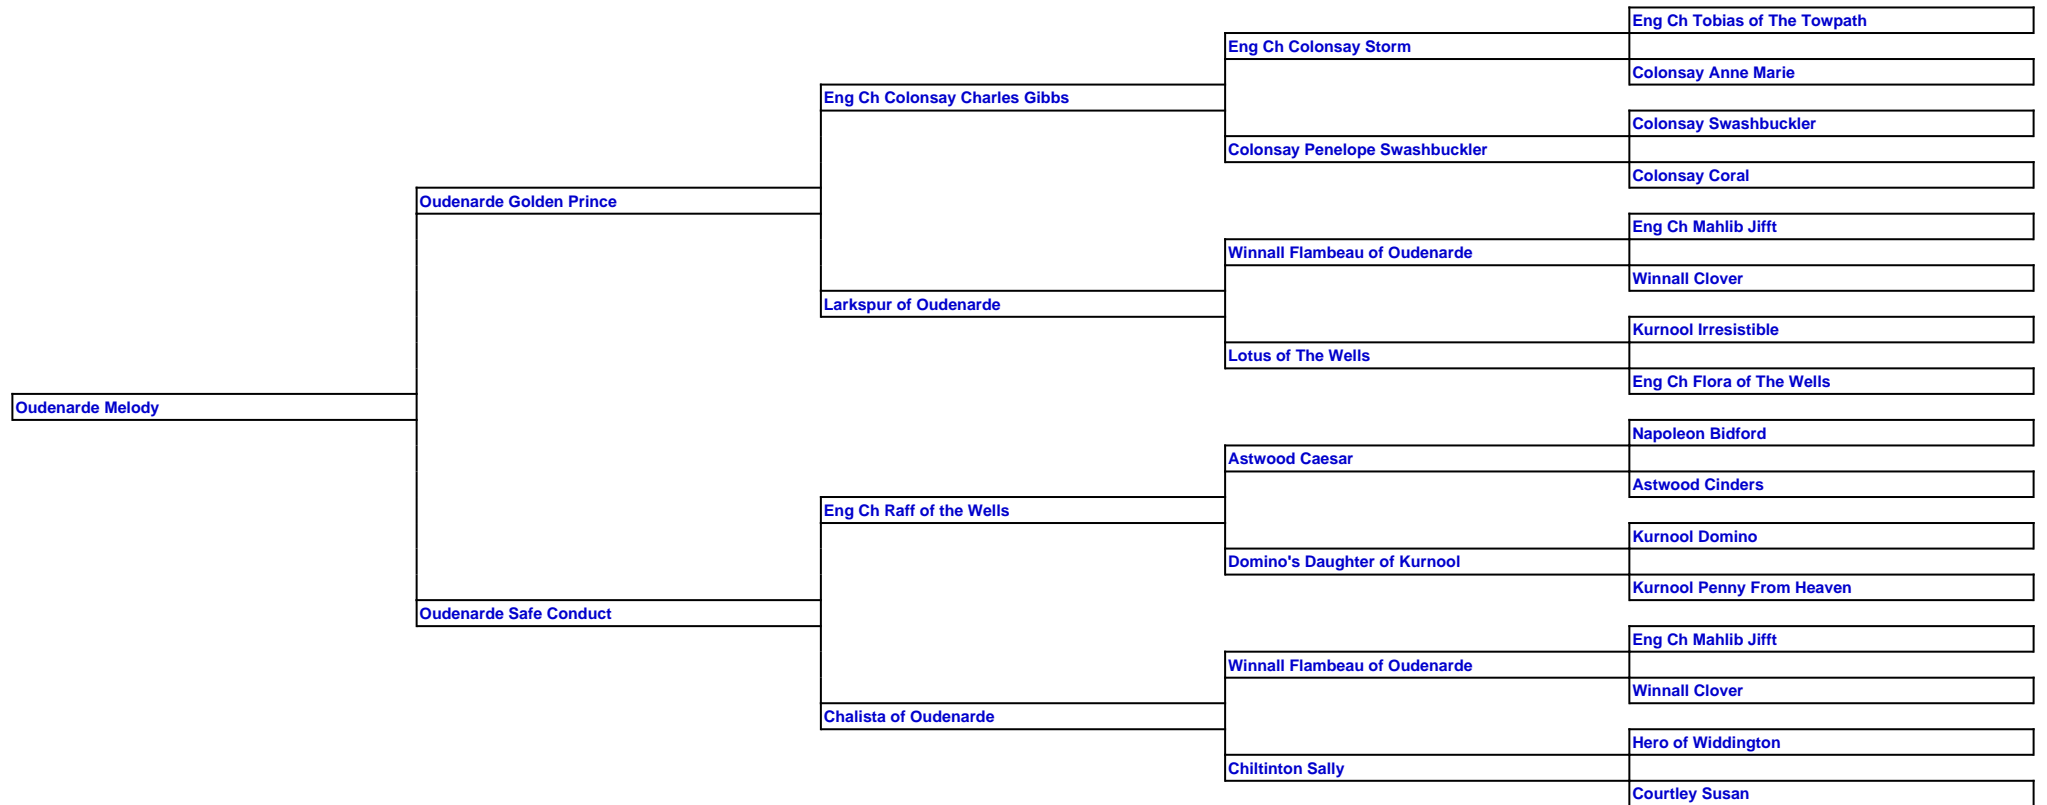 Eng Ch Tobias of The Towpath
Eng Ch Colonsay Storm
Colonsay Anne Marie
Eng Ch Colonsay Charles Gibbs
Colonsay Swashbuckler
Colonsay Penelope Swashbuckler
Colonsay Coral
Oudenarde Golden Prince
Eng Ch Mahlib Jifft
Winnall Flambeau of Oudenarde
Winnall Clover
Larkspur of Oudenarde
Kurnool Irresistible
Lotus of The Wells
Eng Ch Flora of The Wells
Oudenarde Melody
Napoleon Bidford
Astwood Caesar
Astwood Cinders
Eng Ch Raff of the Wells
Kurnool Domino
Domino's Daughter of Kurnool
Kurnool Penny From Heaven
Oudenarde Safe Conduct
Eng Ch Mahlib Jifft
Winnall Flambeau of Oudenarde
Winnall Clover
Chalista of Oudenarde
Hero of Widdington
Chiltinton Sally
Courtley Susan